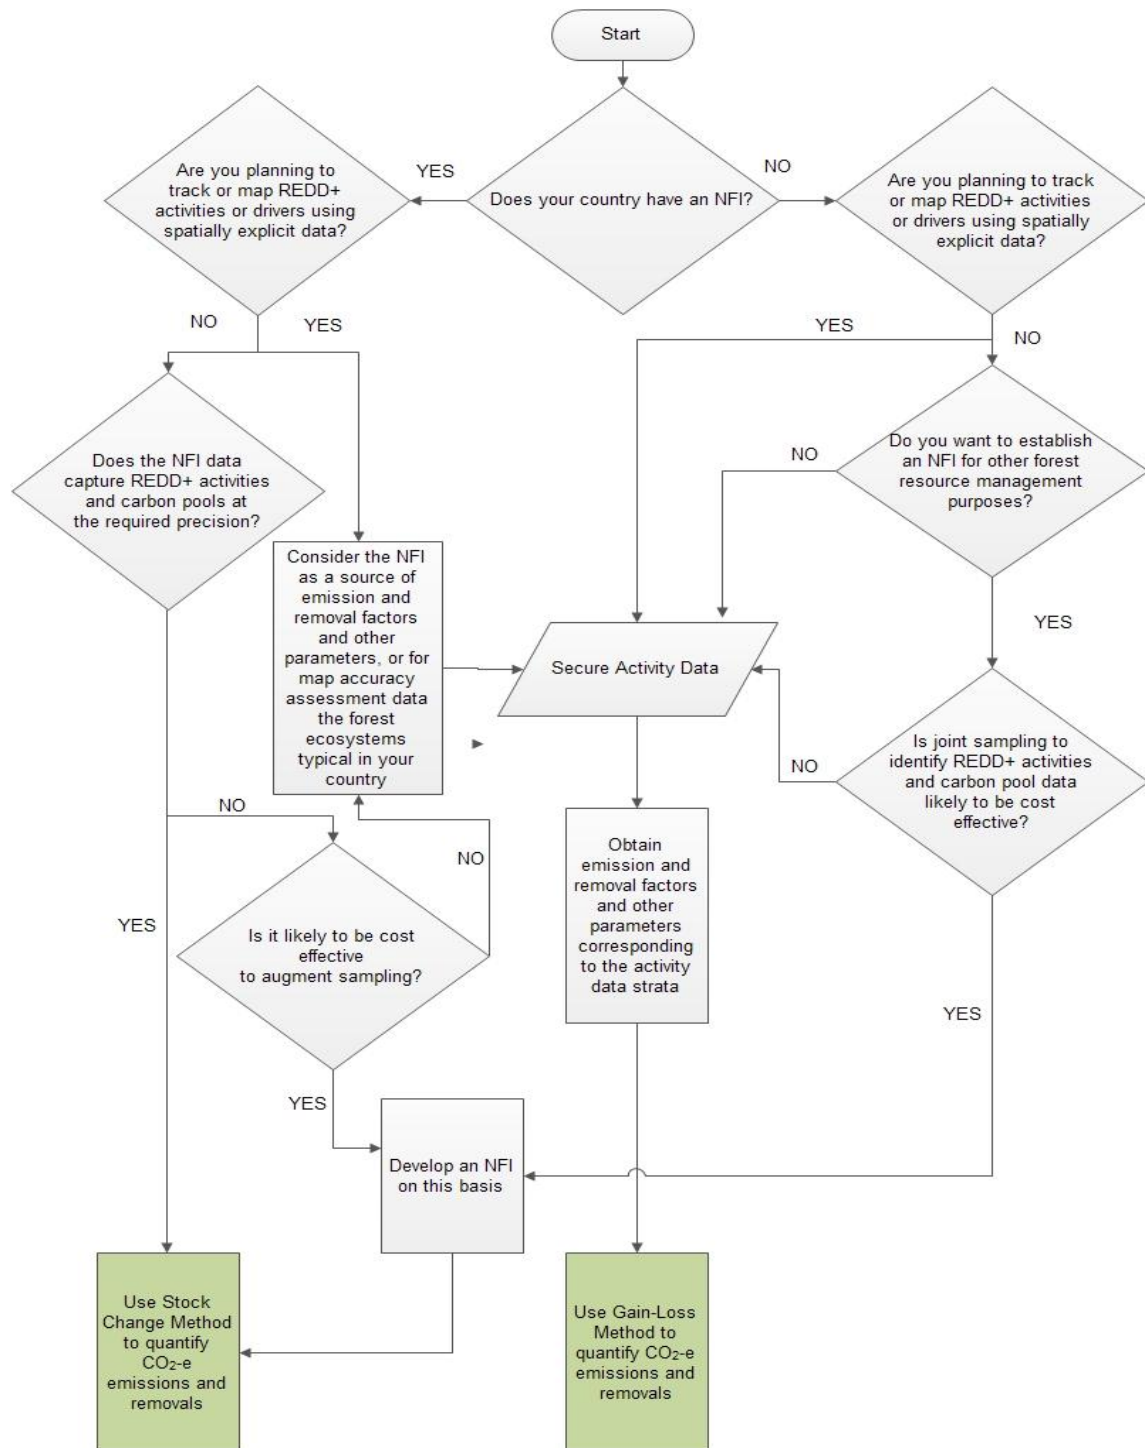 Start
Are you planning to
track or map REDD+
activities or drivers using
spatially explicit data?
YES
Does your country have an NFI?
NO
Are you planning to track
or map REDD+ activities
or drivers using spatially
explicit data?
NO
YES
YES
NO
Does the NFI data
capture REDD+ activities
and carbon pools at
the required precision?
Do you want to establish
an NFI for other forest
resource management
purposes?
NO
Consider the NFI
as a source of
emission and
removal factors
and other
parameters, or for
map accuracy
assessment data
the forest
ecosystems
typical in your
country
YES
Secure Activity Data
Is joint sampling to
identify REDD+ activities
and carbon pool data
likely to be cost
effective?
NO
NO
NO
Obtain
emission and
removal factors
and other
parameters
corresponding
to the activity
data strata
YES
Is it likely to be cost
effective
to augment sampling?
YES
YES
Develop an NFI
on this basis
Use Stock
Change Method
to quantify
CO₂-e
emissions and
removals
Use Gain-Loss
Method to
quantify CO₂-e
emissions and
removals